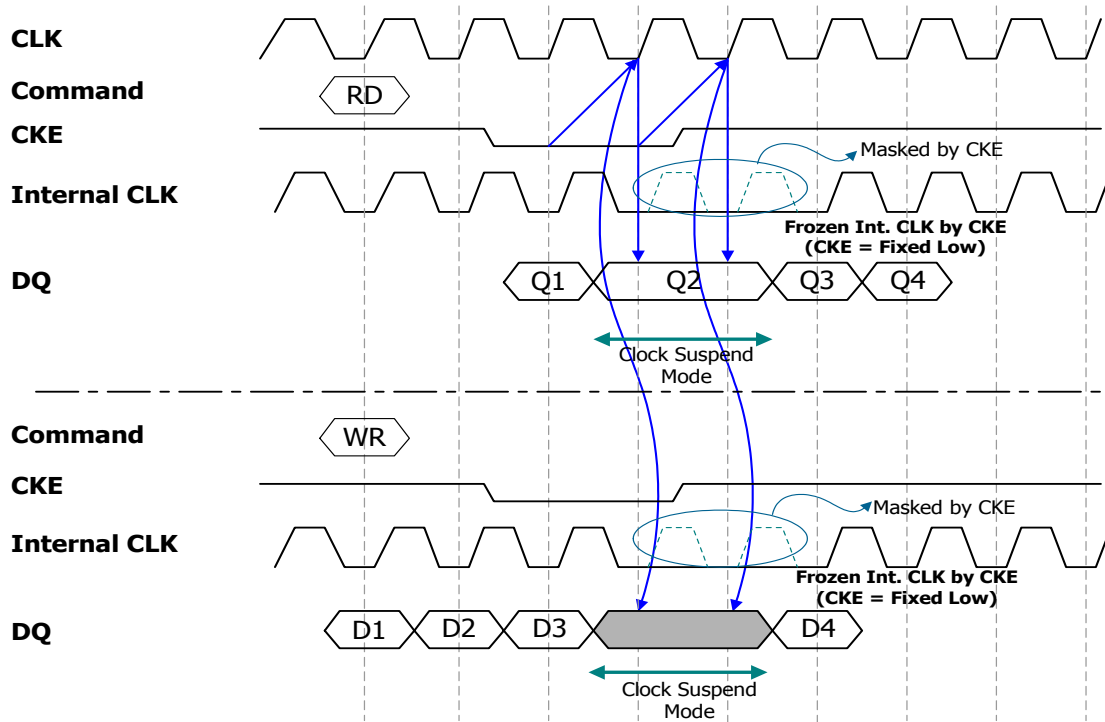 CLK
Command
RD
CKE
Masked by CKE
Internal CLK
Frozen Int. CLK by CKE
(CKE = Fixed Low)
DQ
Q1
Q2
Q3
Q4
Clock Suspend
Mode
Command
WR
CKE
Masked by CKE
Internal CLK
Frozen Int. CLK by CKE
(CKE = Fixed Low)
DQ
D1
D2
D3
D4
Clock Suspend
Mode